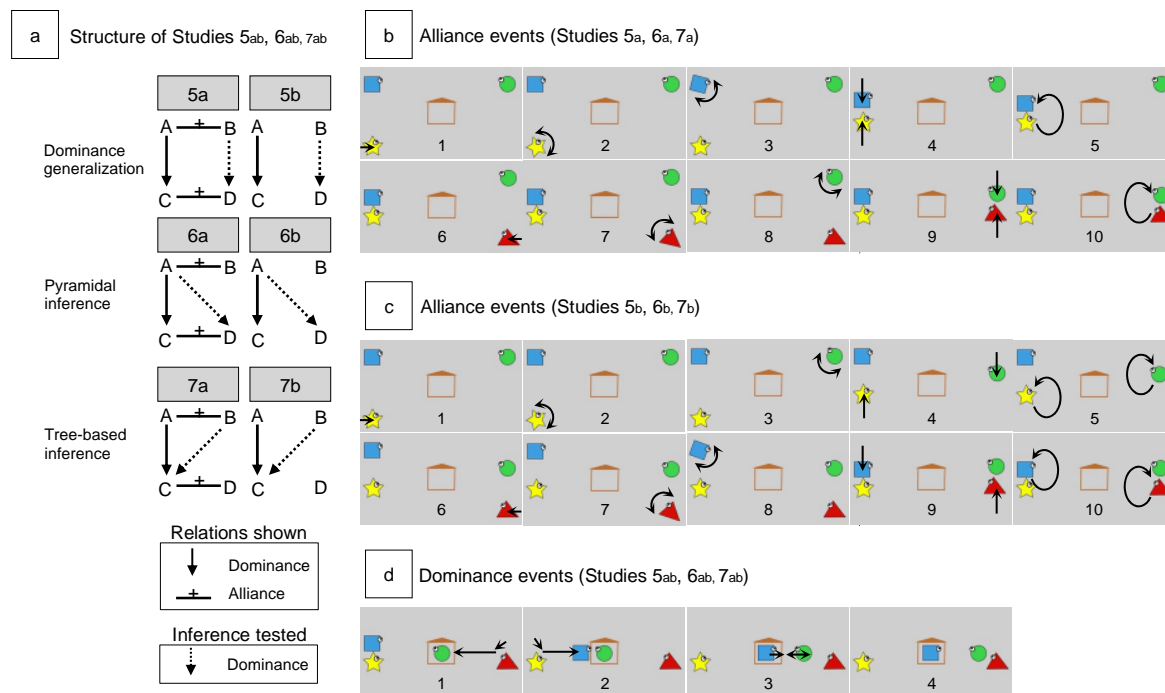 a Structure of Studies 5ab, 6ab, 7ab
5a 5b
A + B A B
Dominance
generalization
C + D C D
6a 6b
A + B A B
Pyramidal
inference
C + D C D
7a 7b
A + B A B
Tree-based
inference
C + D C D
Relations shown
Dominance
+ Alliance
Inference tested
Dominance
b Alliance events (Studies 5a, 6a, 7a)
1 2 3 4 5
6 7 8 9 10
c Alliance events (Studies 5b, 6b, 7b)
1 2 3 4 5
6 7 8 9 10
d Dominance events (Studies 5ab, 6ab, 7ab)
1 2 3 4